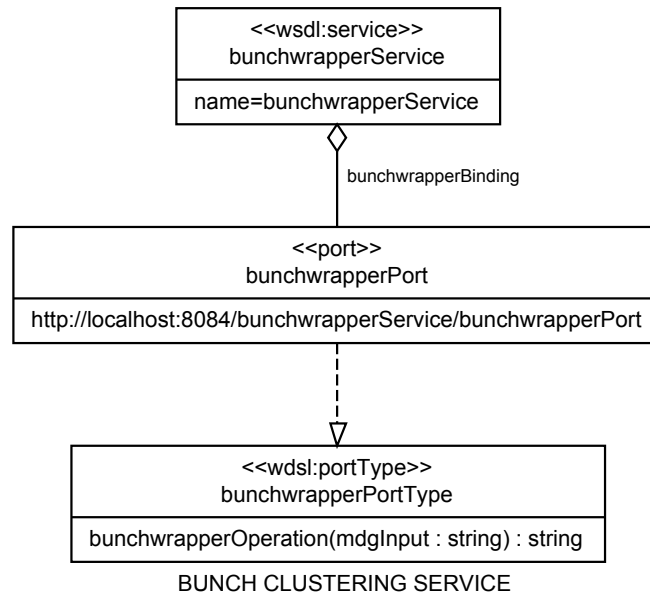 <<wsdl:service>>
bunchwrapperService
name=bunchwrapperService
bunchwrapperBinding
<<port>>
bunchwrapperPort
http://localhost:8084/bunchwrapperService/bunchwrapperPort
<<wdsl:portType>>
bunchwrapperPortType
bunchwrapperOperation(mdgInput : string) : string
BUNCH CLUSTERING SERVICE